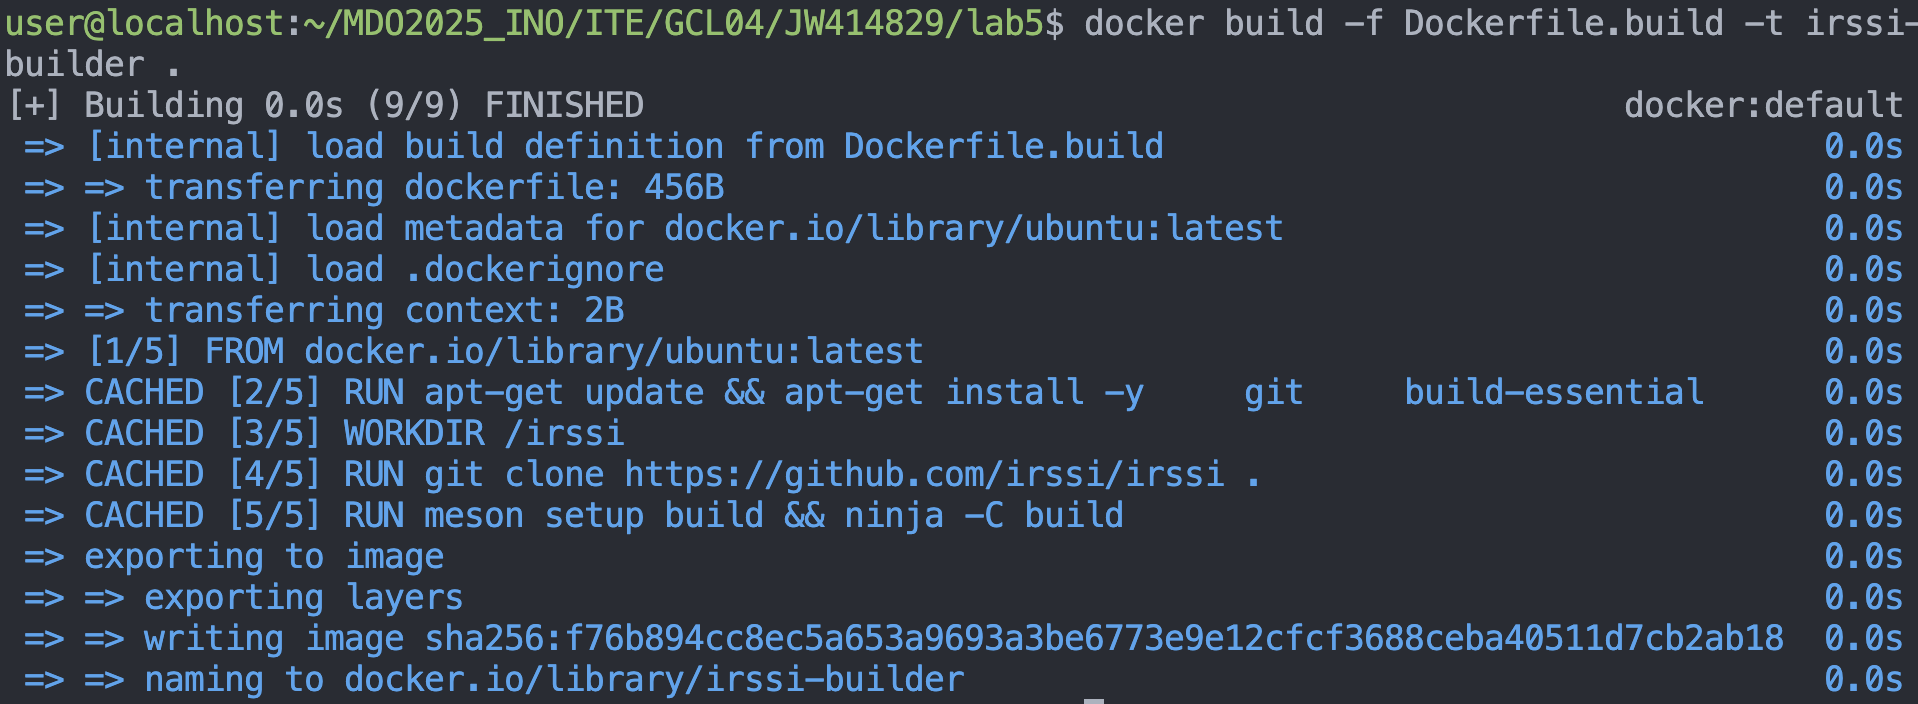 user@localhost:~/MDO2025_INO/ITE/GCL04/JW414829/lab5$ docker build -f Dockerfile.build -t irssi-
builder .
[+] Building 0.0s (9/9) FINISHED                                                 docker:default
 => [internal] load build definition from Dockerfile.build                                 0.0s
 => => transferring dockerfile: 456B                                                       0.0s
 => [internal] load metadata for docker.io/library/ubuntu:latest                           0.0s
 => [internal] load .dockerignore                                                          0.0s
 => => transferring context: 2B                                                            0.0s
 => [1/5] FROM docker.io/library/ubuntu:latest                                             0.0s
 => CACHED [2/5] RUN apt-get update && apt-get install -y     git     build-essential      0.0s
 => CACHED [3/5] WORKDIR /irssi                                                            0.0s
 => CACHED [4/5] RUN git clone https://github.com/irssi/irssi .                            0.0s
 => CACHED [5/5] RUN meson setup build && ninja -C build                                   0.0s
 => exporting to image                                                                     0.0s
 => => exporting layers                                                                    0.0s
 => => writing image sha256:f76b894cc8ec5a653a9693a3be6773e9e12cfcf3688ceba40511d7cb2ab18  0.0s
 => => naming to docker.io/library/irssi-builder                                           0.0s